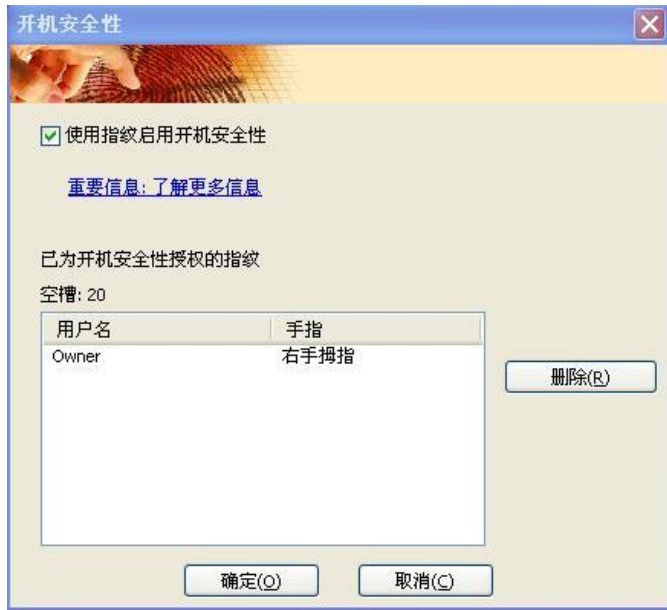 开机安全性
使用指纹启用开机安全性
重要信息: 了解更多信息
已为开机安全性授权的指纹
空槽: 20
用户名 手指
Owner 右手拇指
删除(R)
确定(O) 取消(C)